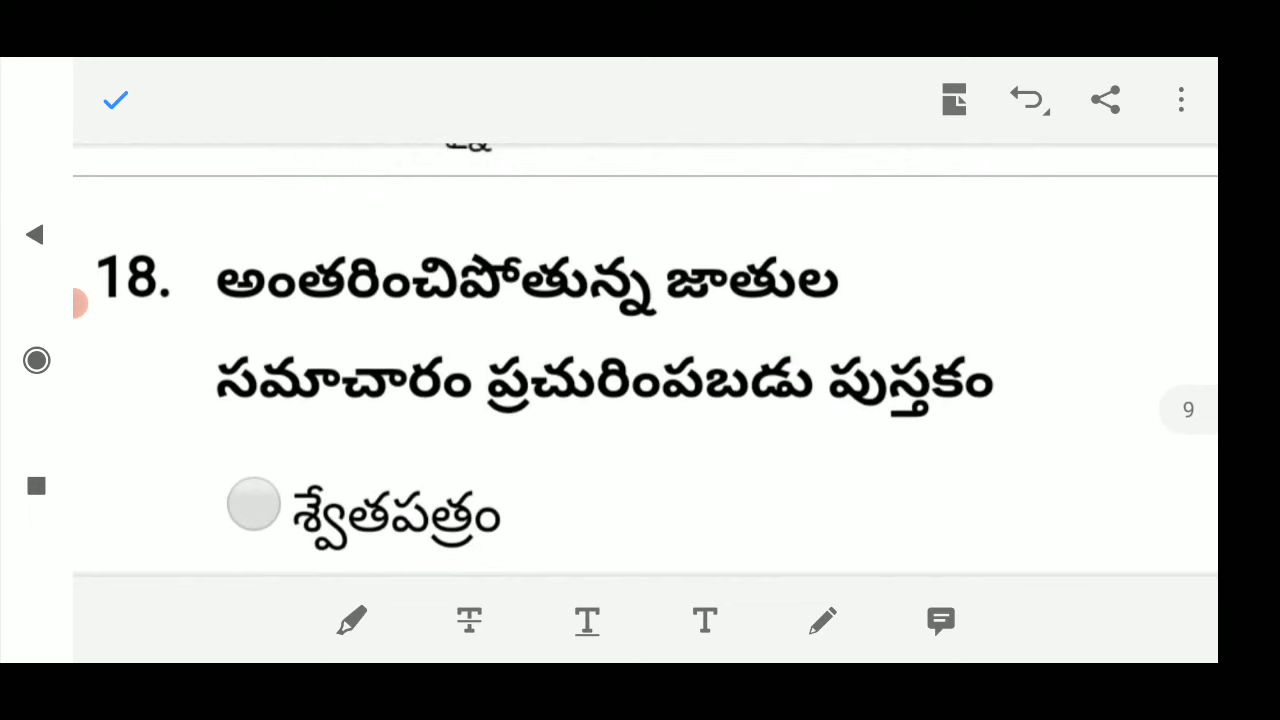 18. అంతరించిపోతున్న జాతుల
సమాచారం ప్రచురింపబడు పుస్తకం
9
శ్వేతపత్రం